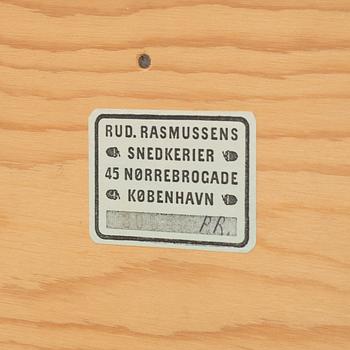 RUD. RASMUSSENS
SNEDKERIER
45 NØRREBROGADE
KØBENHAVN
P.R.